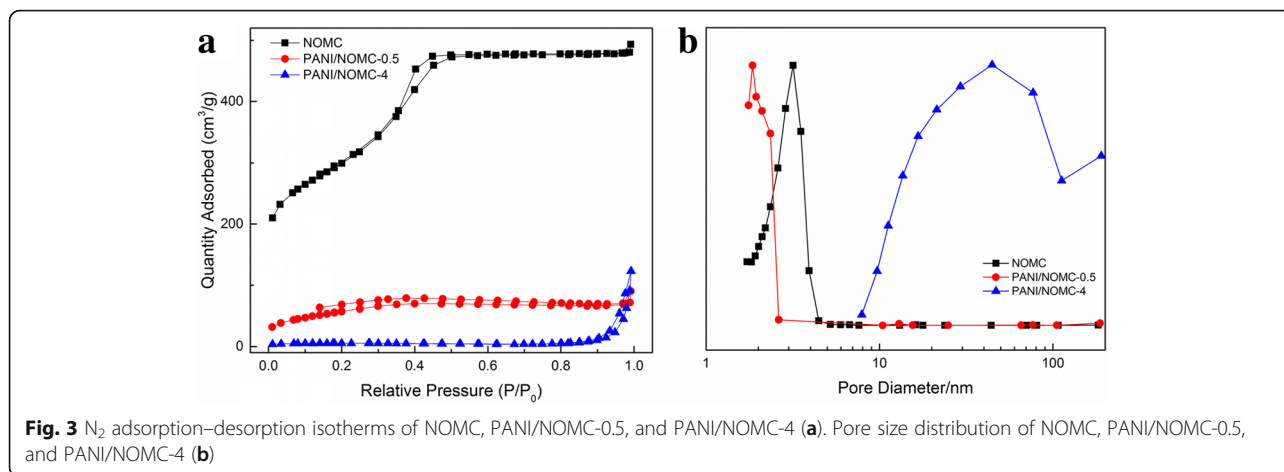 a
NOMC
PANI/NOMC-0.5
PANI/NOMC-4
Quantity Adsorbed (cm³/g)
400
200
0
0.0 0.2 0.4 0.6 0.8 1.0
Relative Pressure (P/P₀)
b
NOMC
PANI/NOMC-0.5
PANI/NOMC-4
1 10 100
Pore Diameter/nm
Fig. 3 N₂ adsorption–desorption isotherms of NOMC, PANI/NOMC-0.5, and PANI/NOMC-4 (a). Pore size distribution of NOMC, PANI/NOMC-0.5,
and PANI/NOMC-4 (b)